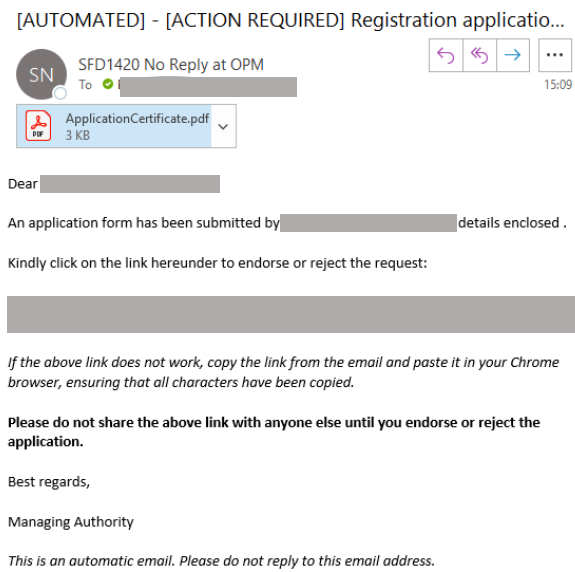 [AUTOMATED] - [ACTION REQUIRED] Registration applicatio...
SN
SFD1420 No Reply at OPM
To
15:09
ApplicationCertificate.pdf
PDF
3 KB
Dear
An application form has been submitted by details enclosed .
Kindly click on the link hereunder to endorse or reject the request:
If the above link does not work, copy the link from the email and paste it in your Chrome
browser, ensuring that all characters have been copied.
Please do not share the above link with anyone else until you endorse or reject the
application.
Best regards,
Managing Authority
This is an automatic email. Please do not reply to this email address.